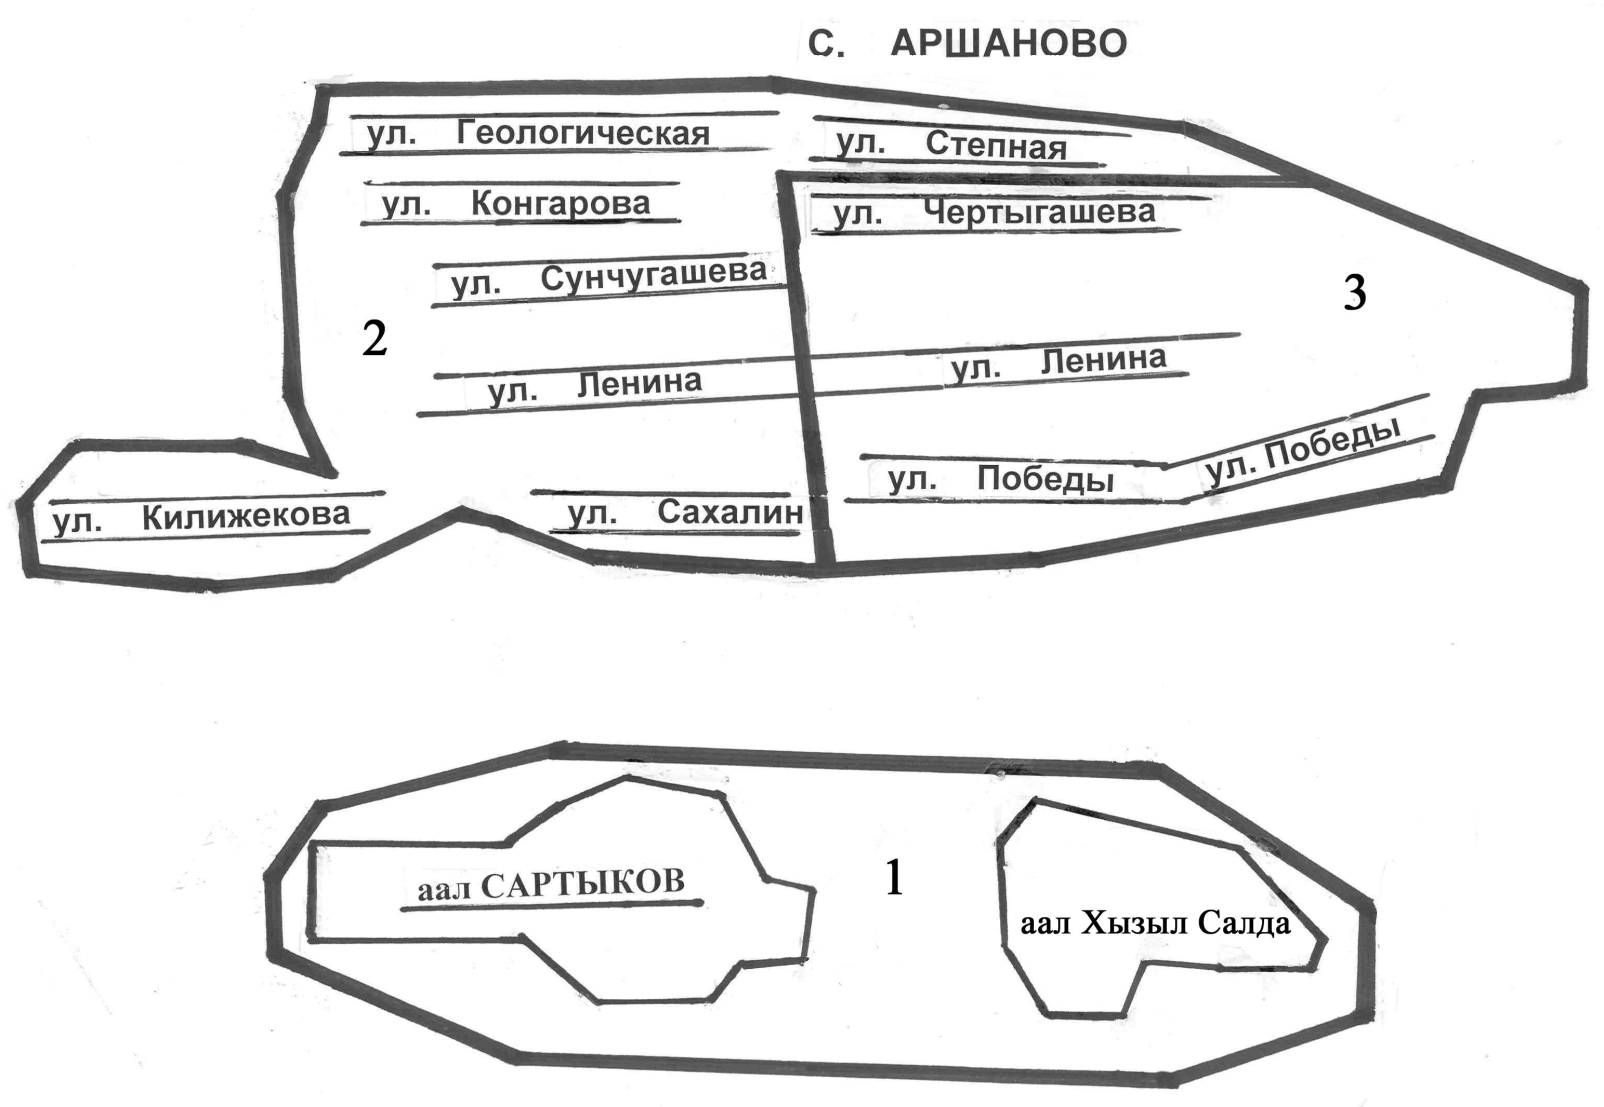 С. АРШАНОВО
ул. Геологическая
ул. Степная
ул. Конгарова
ул. Чертыгашева
ул. Сунчугашева
3
2
ул. Ленина
ул. Ленина
ул. Победы
ул. Победы
ул. Килижекова
ул. Сахалин
1
аал САРТЫКОВ
аал Хызыл Салда